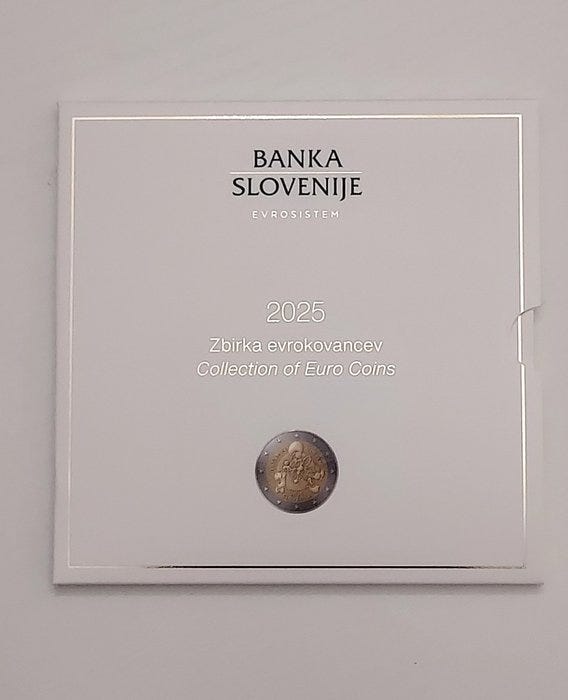 BANKA
SLOVENIJE
EVROSISTEM
2025
Zbirka evrokovancev
Collection of Euro Coins